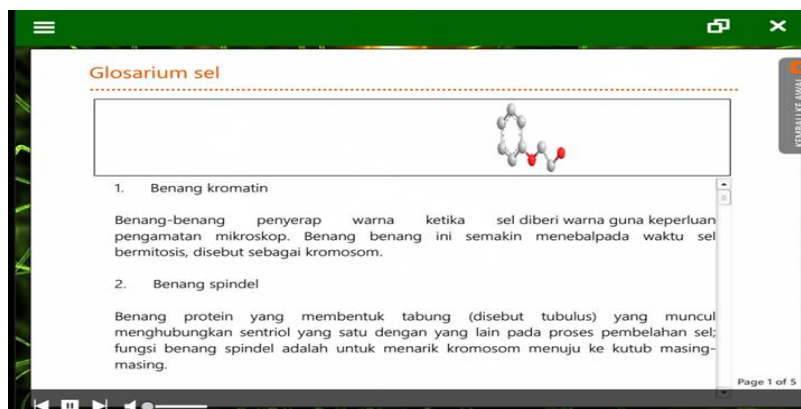 Glosarium sel
KEMBALI KE AWAL
1. Benang kromatin
Benang-benang penyerap warna ketika sel diberi warna guna keperluan
pengamatan mikroskop. Benang benang ini semakin menebalpada waktu sel
bermitosis, disebut sebagai kromosom.
2. Benang spindel
Benang protein yang membentuk tabung (disebut tubulus) yang muncul
menghubungkan sentriol yang satu dengan yang lain pada proses pembelahan sel;
fungsi benang spindel adalah untuk menarik kromosom menuju ke kutub masing-
masing.
Page 1 of 5